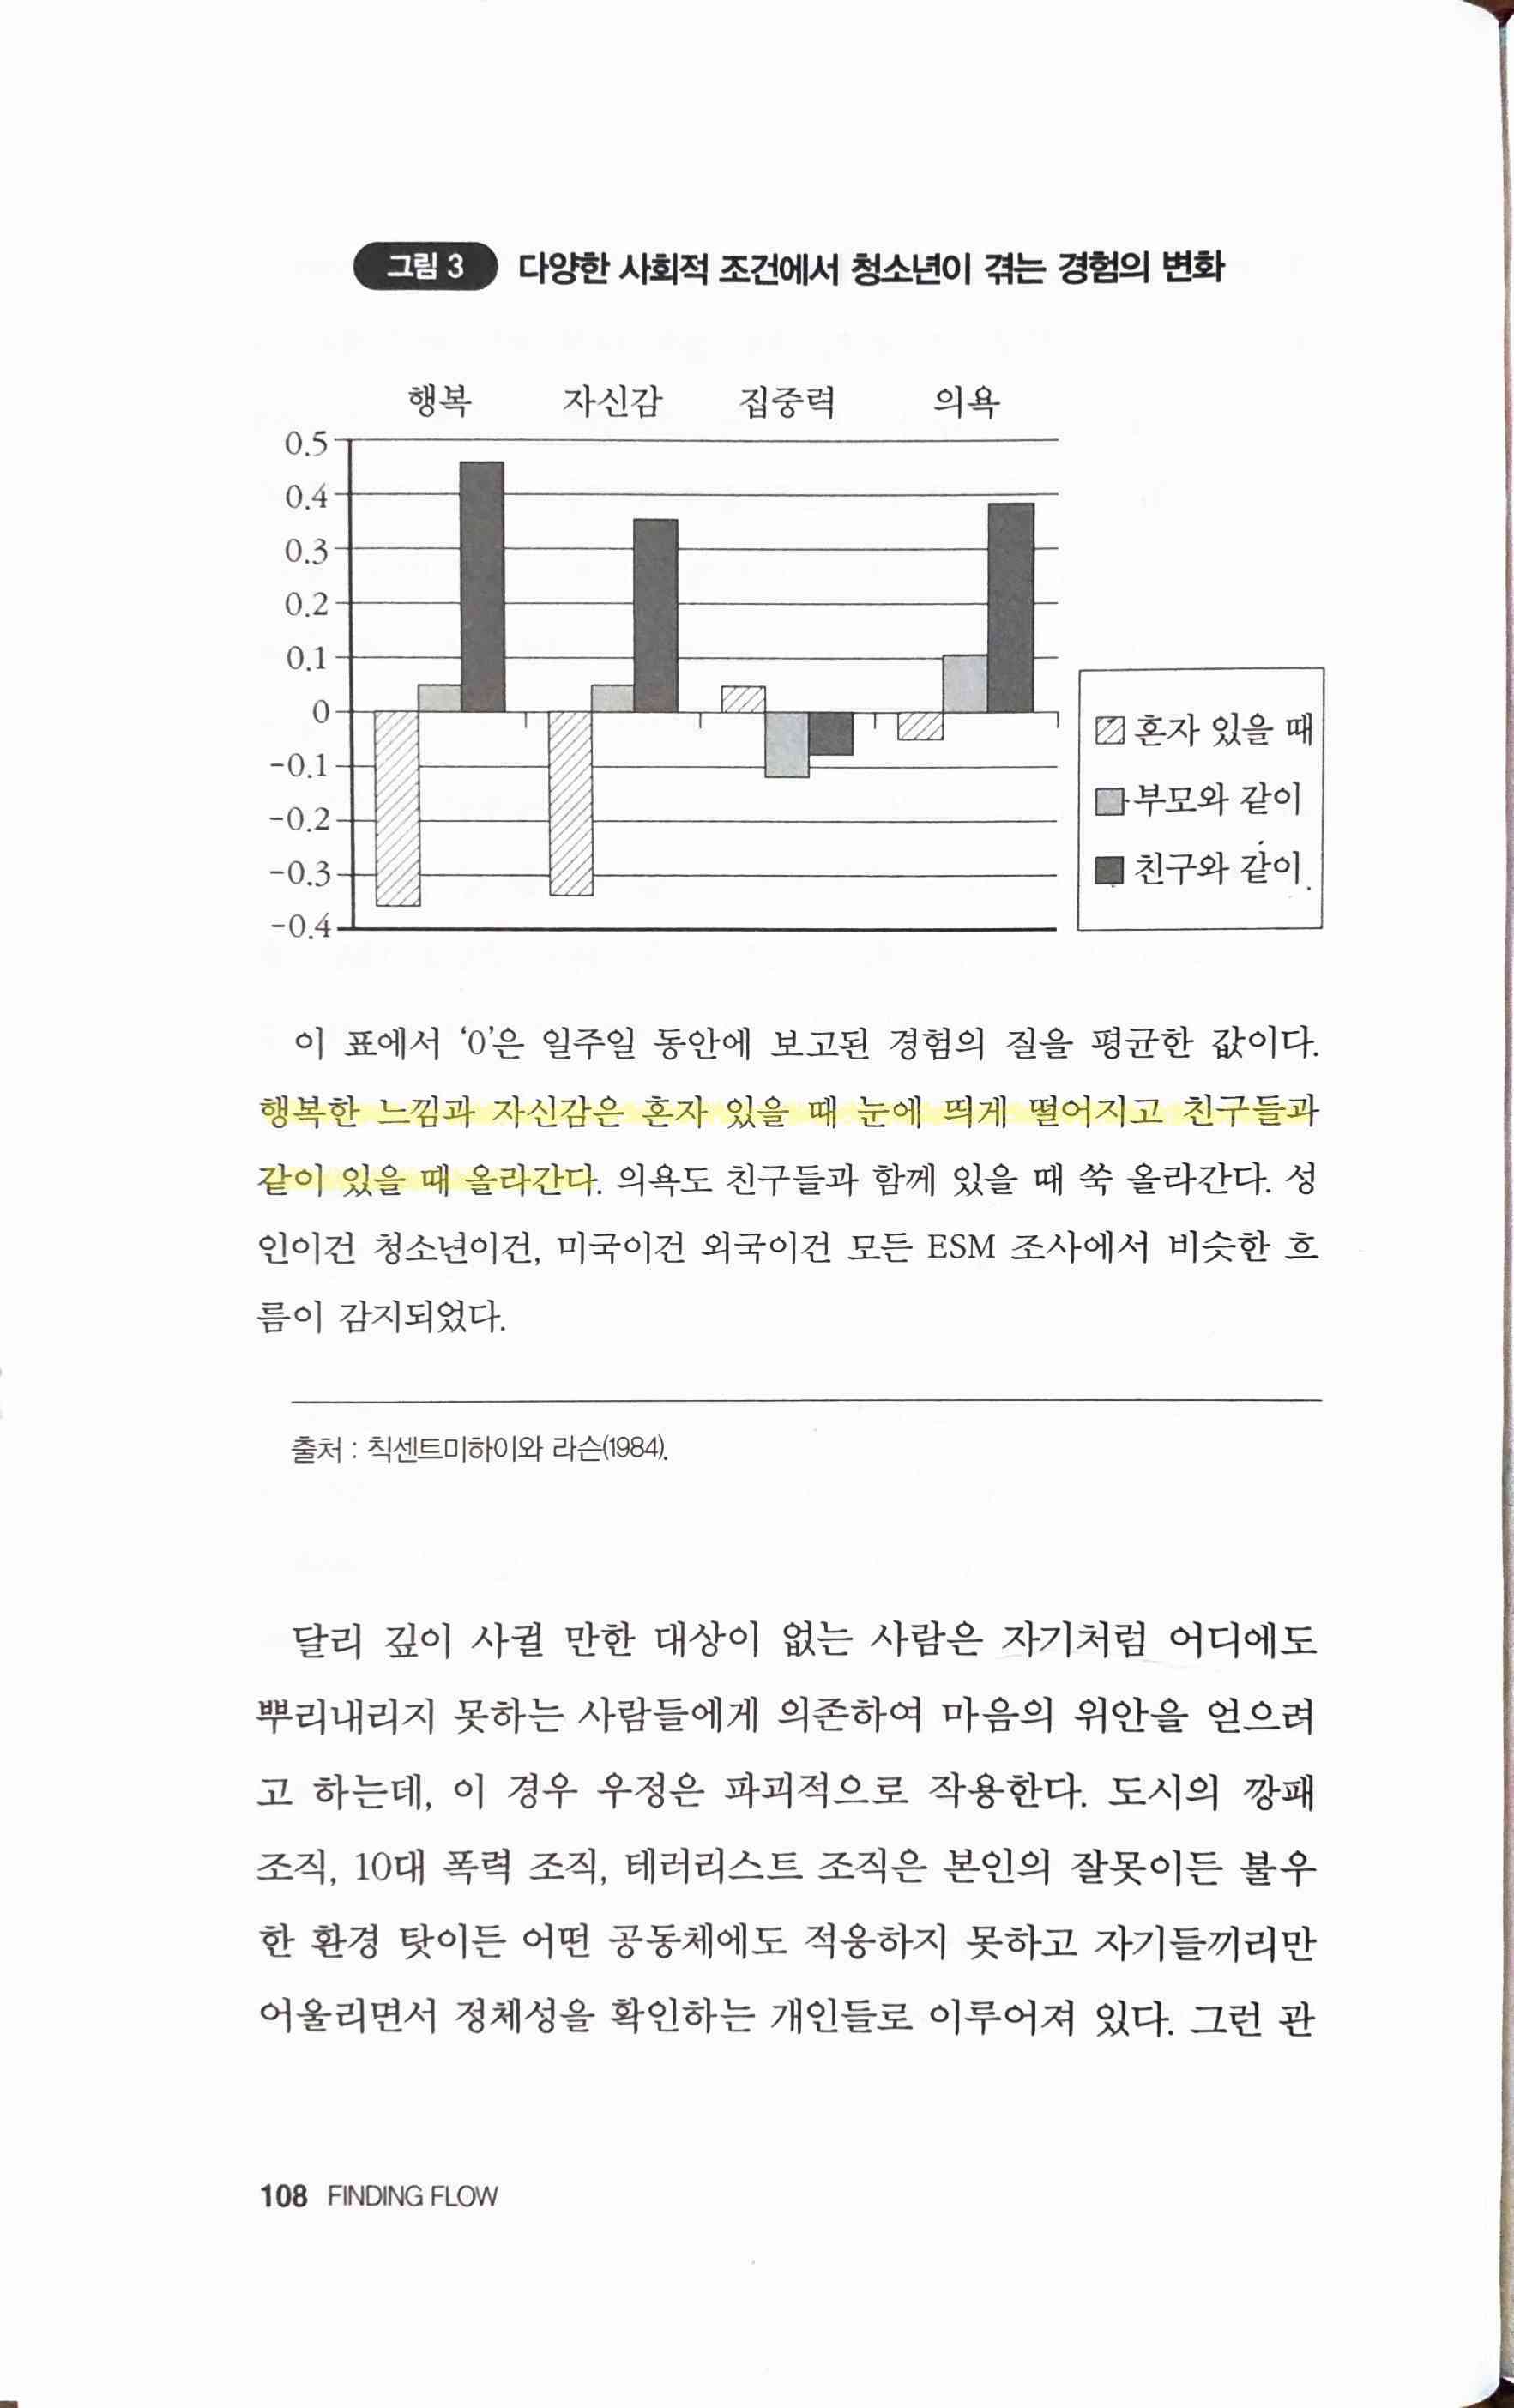 그림 3 다양한 사회적 조건에서 청소년이 겪는 경험의 변화
행복 자신감 집중력 의욕
0.5
0.4
0.3
0.2
0.1
0
-0.1
-0.2
-0.3
-0.4
혼자 있을 때
부모와 같이
친구와 같이
이 표에서 ‘0’은 일주일 동안에 보고된 경험의 질을 평균한 값이다.
행복한 느낌과 자신감은 혼자 있을 때 눈에 띄게 떨어지고 친구들과
같이 있을 때 올라간다. 의욕도 친구들과 함께 있을 때 쑥 올라간다. 성
인이건 청소년이건, 미국이건 외국이건 모든 ESM 조사에서 비슷한 흐
름이 감지되었다.
출처 : 칙센트미하이와 라슨(1984).
달리 깊이 사귈 만한 대상이 없는 사람은 자기처럼 어디에도
뿌리내리지 못하는 사람들에게 의존하여 마음의 위안을 얻으려
고 하는데, 이 경우 우정은 파괴적으로 작용한다. 도시의 깡패
조직, 10대 폭력 조직, 테러리스트 조직은 본인의 잘못이든 불우
한 환경 탓이든 어떤 공동체에도 적응하지 못하고 자기들끼리만
어울리면서 정체성을 확인하는 개인들로 이루어져 있다. 그런 관
108 FINDING FLOW